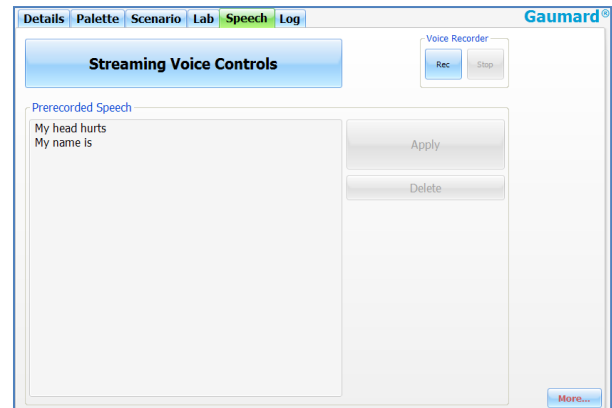 Details Palette Scenario Lab Speech Log
Gaumard®
Streaming Voice Controls
Voice Recorder
Rec Stop
Prerecorded Speech
My head hurts
My name is
Apply
Delete
More...